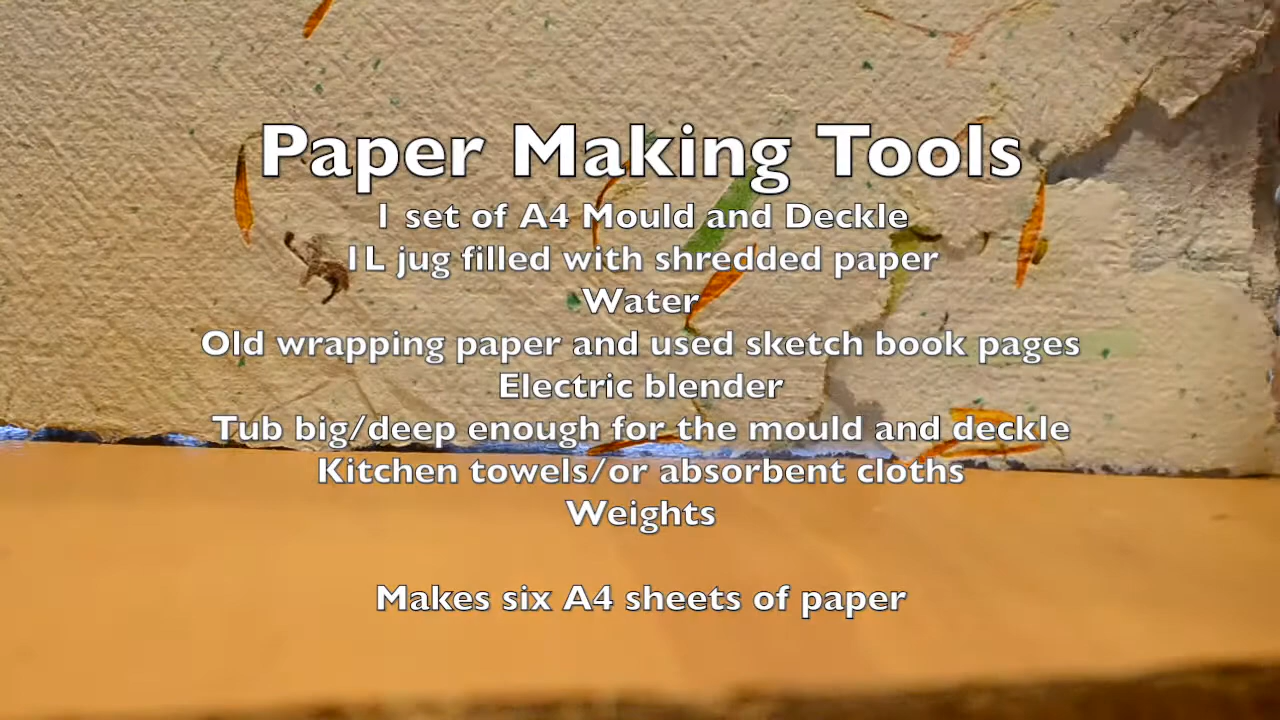 Paper Making Tools
1 set of A4 Mould and Deckle
1L jug filled with shredded paper
Water
Old wrapping paper and used sketch book pages
Electric blender
Tub big/deep enough for the mould and deckle
Kitchen towels/or absorbent cloths
Weights
Makes six A4 sheets of paper